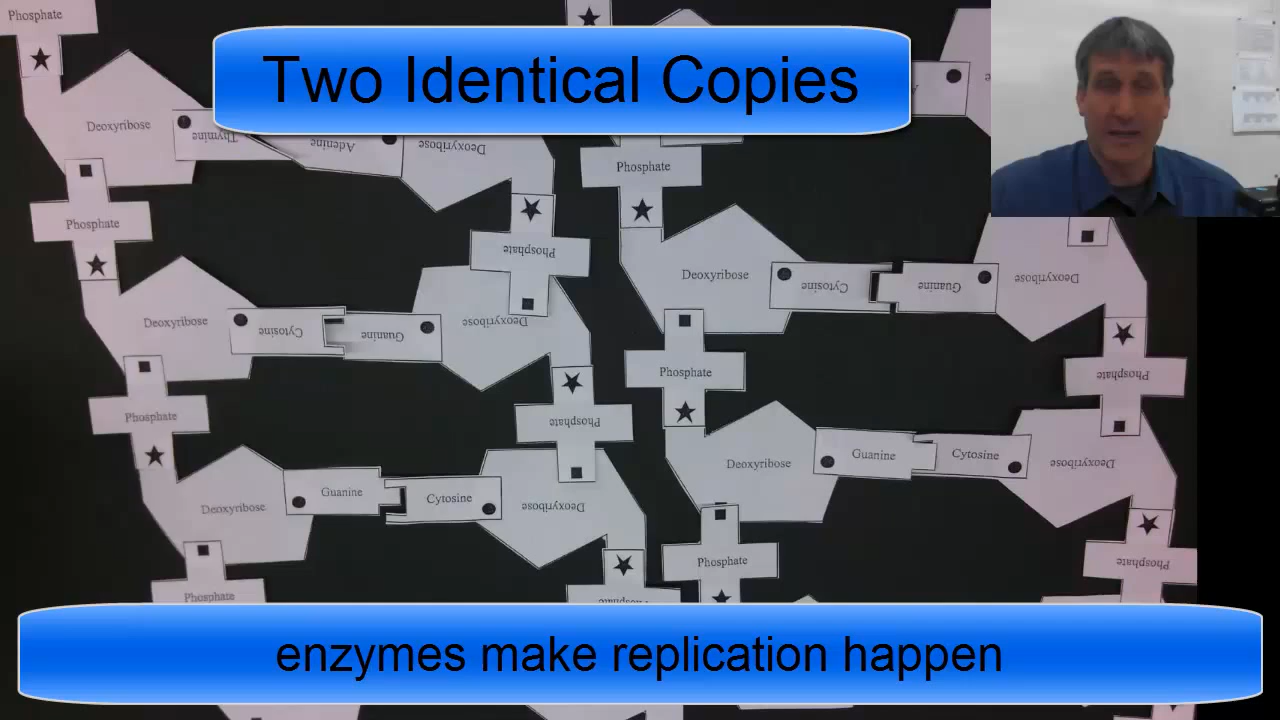 Phosphate
Two Identical Copies
Deoxyribose
Thymine
Adenine
Deoxyribose
Phosphate
Phosphate
Phosphate
Deoxyribose
Cytosine
Guanine
Deoxyribose
Deoxyribose
Cytosine
Guanine
Deoxyribose
Phosphate
Phosphate
Phosphate
Phosphate
Deoxyribose
Guanine
Cytosine
Deoxyribose
Deoxyribose
Guanine
Cytosine
Deoxyribose
Phosphate
Phosphate
Phosphate
Phosphate
enzymes make replication happen